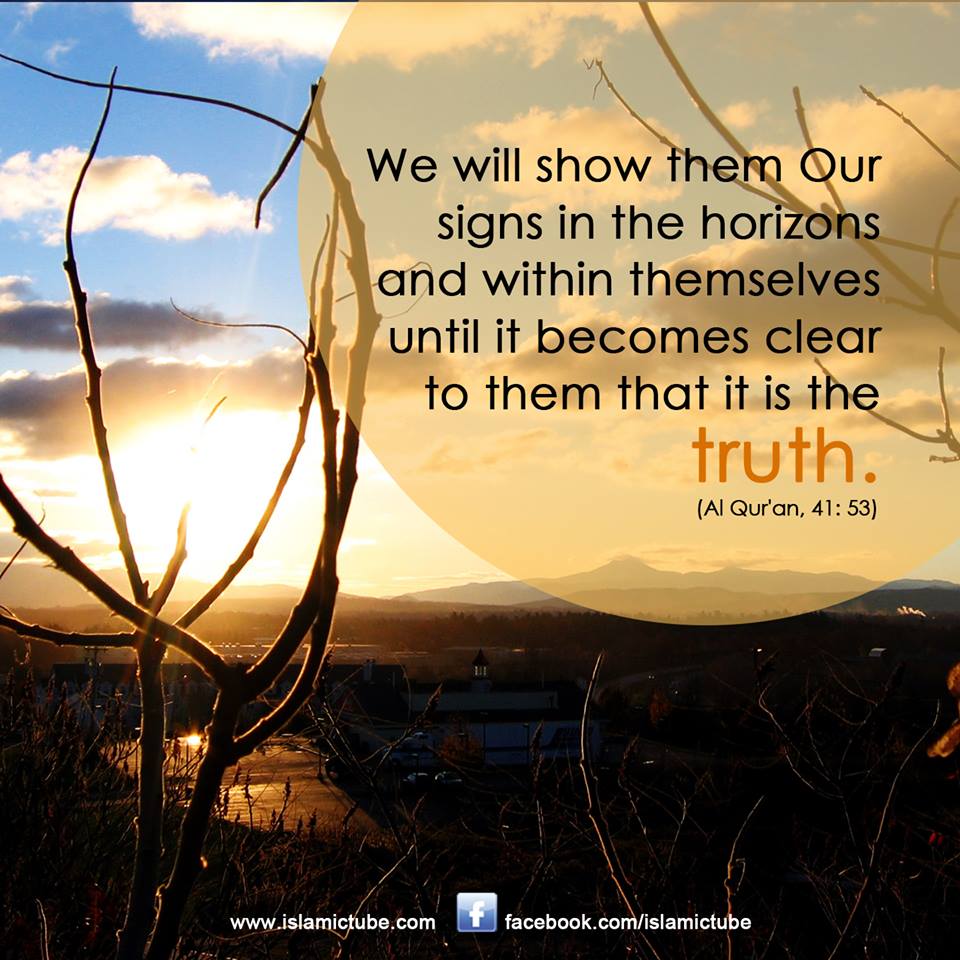 We will show them Our
signs in the horizons
and within themselves
until it becomes clear
to them that it is the
truth.
(Al Qur'an, 41: 53)
www.islamictube.com f facebook.com/islamictube